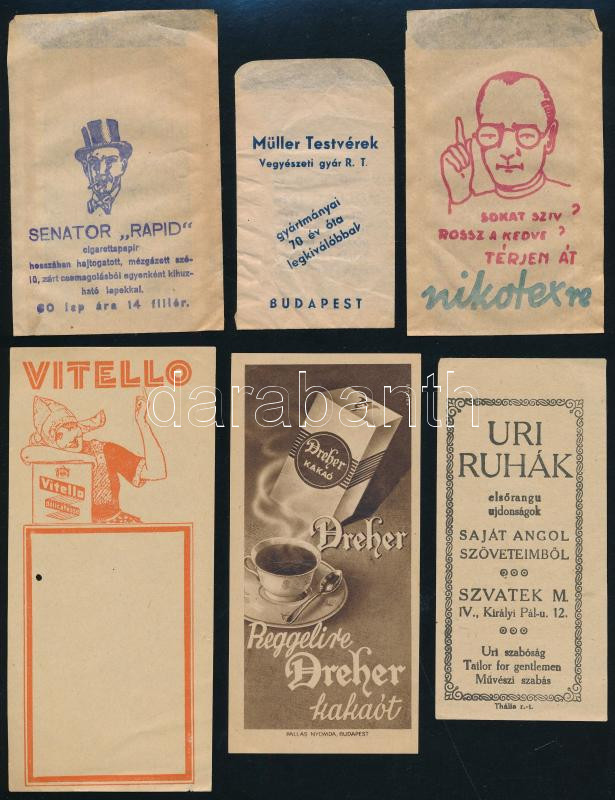 SENATOR „RAPID"
cigarettapapir
hosszában hajtogatott, mézgázett szé-
lű, zárt csomagolásból egyenként kihuz-
ható lapekkal.
60 lap ára 14 fillér.
Müller Testvérek
Vegyészeti gyár R. T.
gyártmányai
70 év óta
legkiválóbbak
BUDAPEST
SOKAT SZIV ?
ROSSZ A KEDVE ?
TÉRJEN ÁT
nikotexre
VITELLO
Vitello
délicatesse
Dreher
KAKAÓ
Dreher
Reggelire
Dreher
kakaót
PALLAS NYOMDA, BUDAPEST
URI
RUHÁK
elsőrangu
ujdonságok
SAJÁT ANGOL
SZÖVETEIMBŐL
SZVATEK M.
IV., Királyi Pál-u. 12.
Uri szabóság
Tailor for gentlemen
Művészi szabás
Thália r.-t.
darabanth